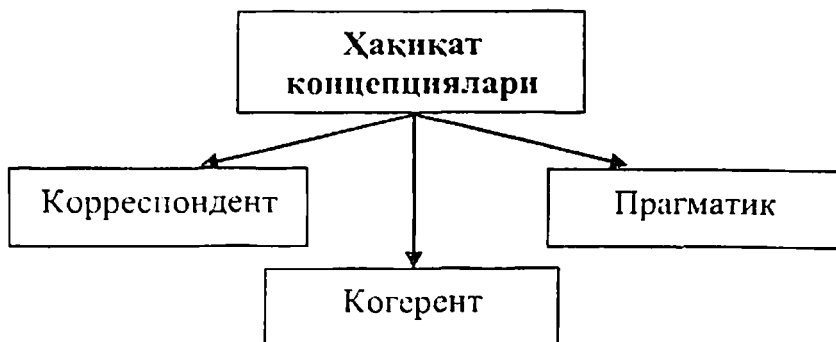 Ҳақиқат
концепциялари
Корреспондент
Прагматик
Когерент